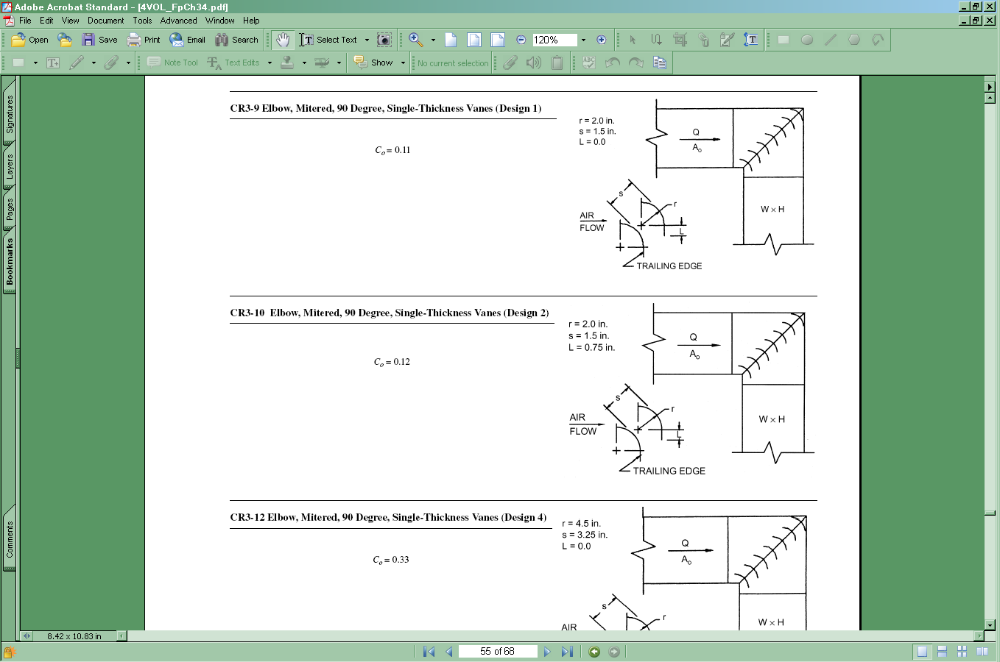 Adobe Acrobat Standard - [4VOL_FpCh34.pdf]
File Edit View Document Tools Advanced Window Help
Open Save Print Email Search Select Text 120%
Note Tool Text Edits Show No current selection
Signatures
Layers
Pages
Bookmarks
Comments
CR3-9 Elbow, Mitered, 90 Degree, Single-Thickness Vanes (Design 1)
Co = 0.11
r = 2.0 in.
s = 1.5 in.
L = 0.0
Q
Ao
W × H
s
r
L
AIR
FLOW
TRAILING EDGE
CR3-10 Elbow, Mitered, 90 Degree, Single-Thickness Vanes (Design 2)
Co = 0.12
r = 2.0 in.
s = 1.5 in.
L = 0.75 in.
Q
Ao
W × H
s
r
L
AIR
FLOW
TRAILING EDGE
CR3-12 Elbow, Mitered, 90 Degree, Single-Thickness Vanes (Design 4)
Co = 0.33
r = 4.5 in.
s = 3.25 in.
L = 0.0
Q
Ao
W × H
s
r
AIR
8.42 x 10.83 in
55 of 68